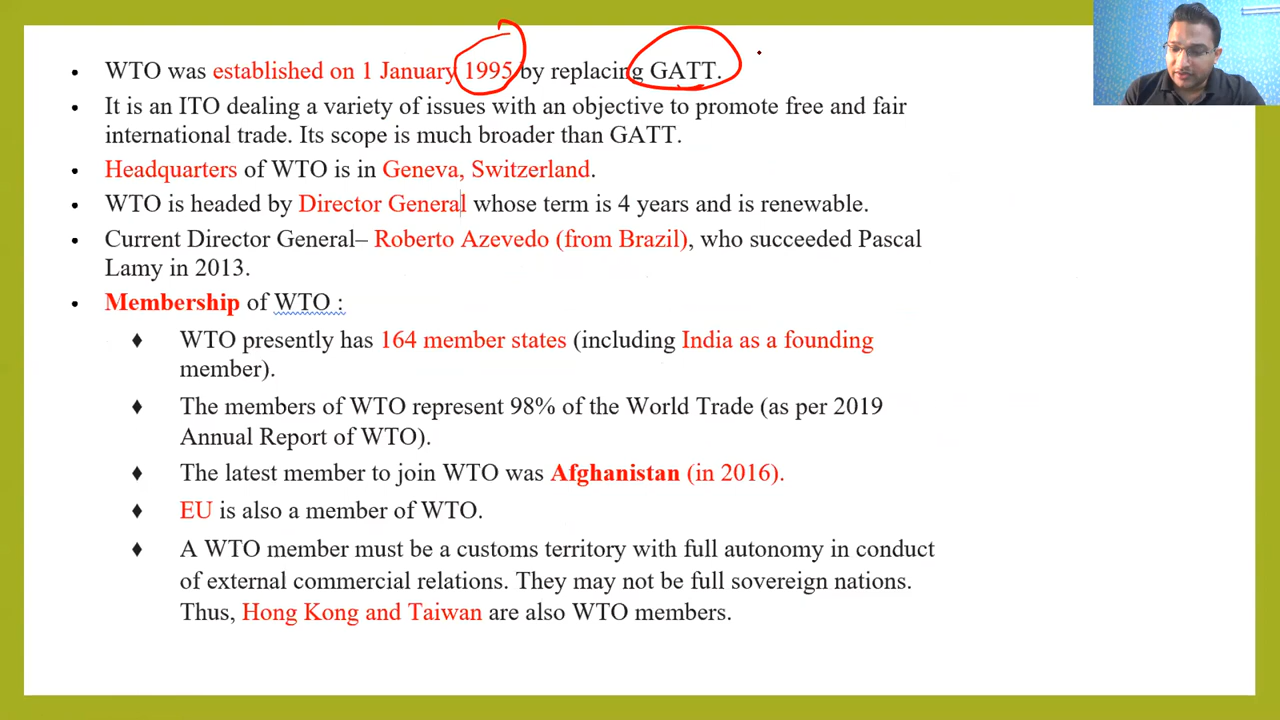 • WTO was established on 1 January 1995 by replacing GATT.
• It is an ITO dealing a variety of issues with an objective to promote free and fair
international trade. Its scope is much broader than GATT.
• Headquarters of WTO is in Geneva, Switzerland.
• WTO is headed by Director General whose term is 4 years and is renewable.
• Current Director General– Roberto Azevedo (from Brazil), who succeeded Pascal
Lamy in 2013.
• Membership of WTO :
♦ WTO presently has 164 member states (including India as a founding
member).
♦ The members of WTO represent 98% of the World Trade (as per 2019
Annual Report of WTO).
♦ The latest member to join WTO was Afghanistan (in 2016).
♦ EU is also a member of WTO.
♦ A WTO member must be a customs territory with full autonomy in conduct
of external commercial relations. They may not be full sovereign nations.
Thus, Hong Kong and Taiwan are also WTO members.